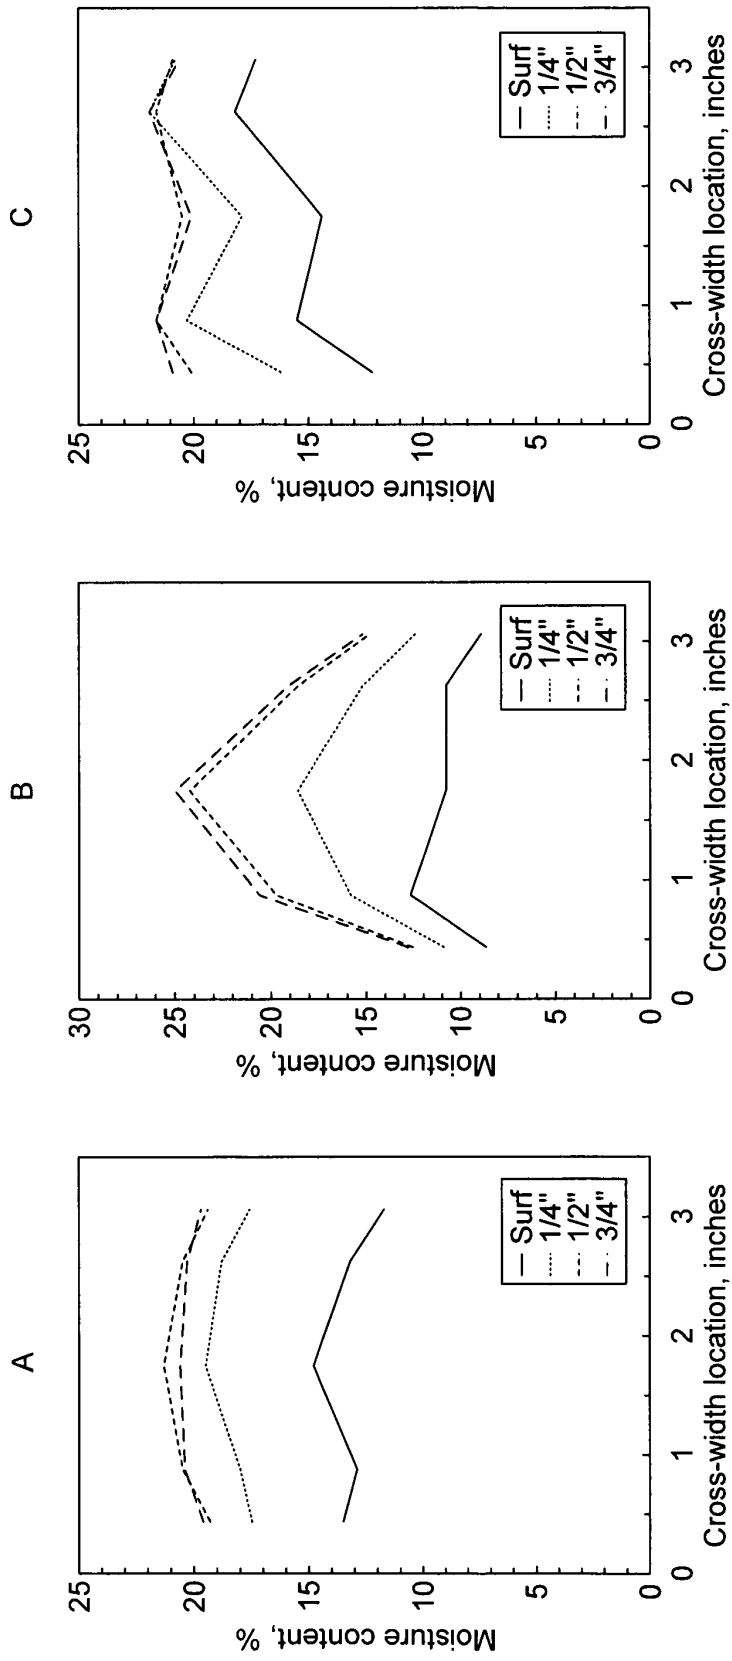 A
Moisture content, %
25
20
15
10
5
0
Surf
1/4"
1/2"
3/4"
0 1 2 3
Cross-width location, inches
B
Moisture content, %
30
25
20
15
10
5
0
Surf
1/4"
1/2"
3/4"
0 1 2 3
Cross-width location, inches
C
Moisture content, %
25
20
15
10
5
0
Surf
1/4"
1/2"
3/4"
0 1 2 3
Cross-width location, inches